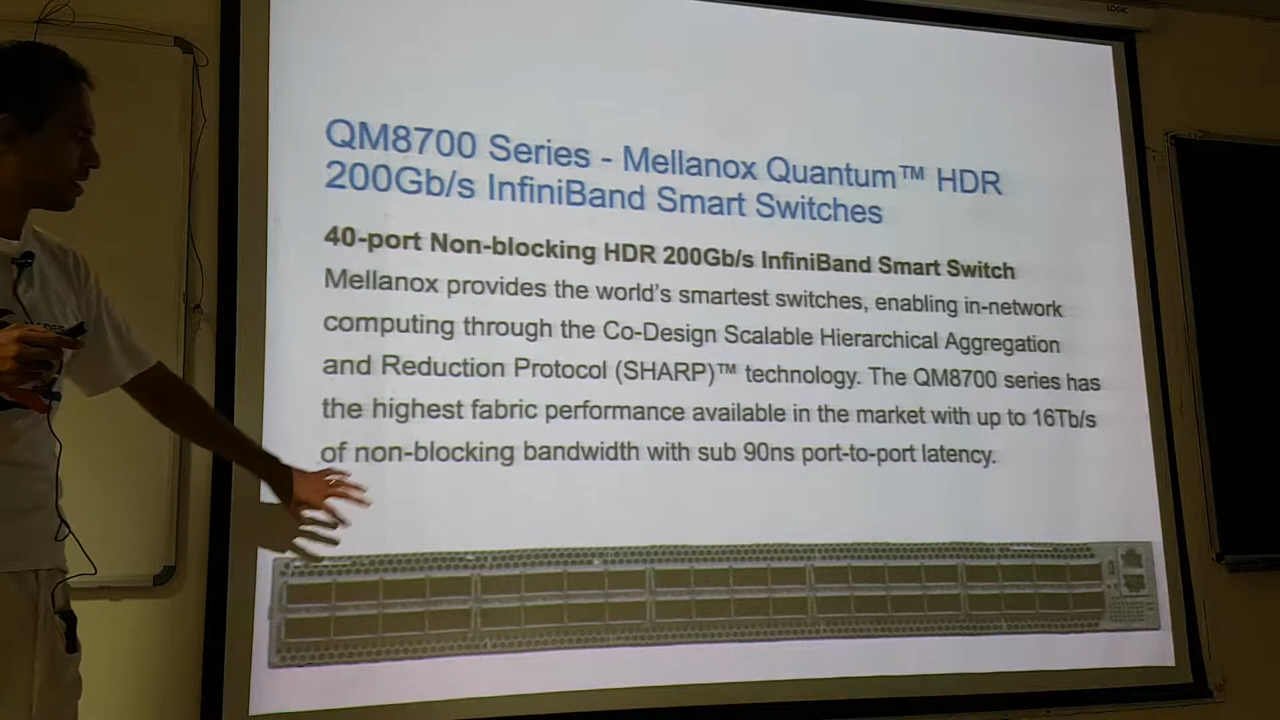 LOGIC
QM8700 Series - Mellanox Quantum™ HDR
200Gb/s InfiniBand Smart Switches
40-port Non-blocking HDR 200Gb/s InfiniBand Smart Switch
Mellanox provides the world's smartest switches, enabling in-network
computing through the Co-Design Scalable Hierarchical Aggregation
and Reduction Protocol (SHARP)™ technology. The QM8700 series has
the highest fabric performance available in the market with up to 16Tb/s
of non-blocking bandwidth with sub 90ns port-to-port latency.